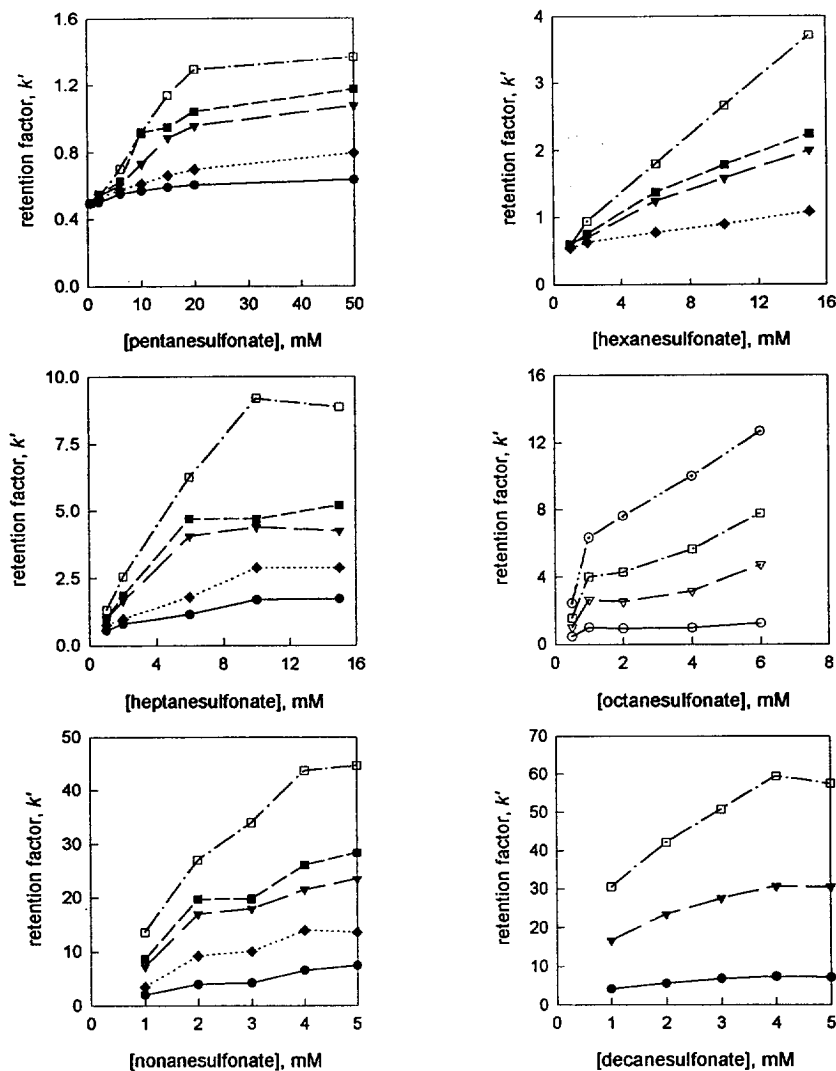 1.6
1.2
0.8
0.4
0.0
retention factor, k'
0 10 20 30 40 50
[pentanesulfonate], mM
4
3
2
1
0
retention factor, k'
0 4 8 12 16
[hexanesulfonate], mM
10.0
7.5
5.0
2.5
0.0
retention factor, k'
0 4 8 12 16
[heptanesulfonate], mM
16
12
8
4
0
retention factor, k'
0 2 4 6 8
[octanesulfonate], mM
50
40
30
20
10
0
retention factor, k'
0 1 2 3 4 5
[nonanesulfonate], mM
70
60
50
40
30
20
10
0
retention factor, k'
0 1 2 3 4 5
[decanesulfonate], mM